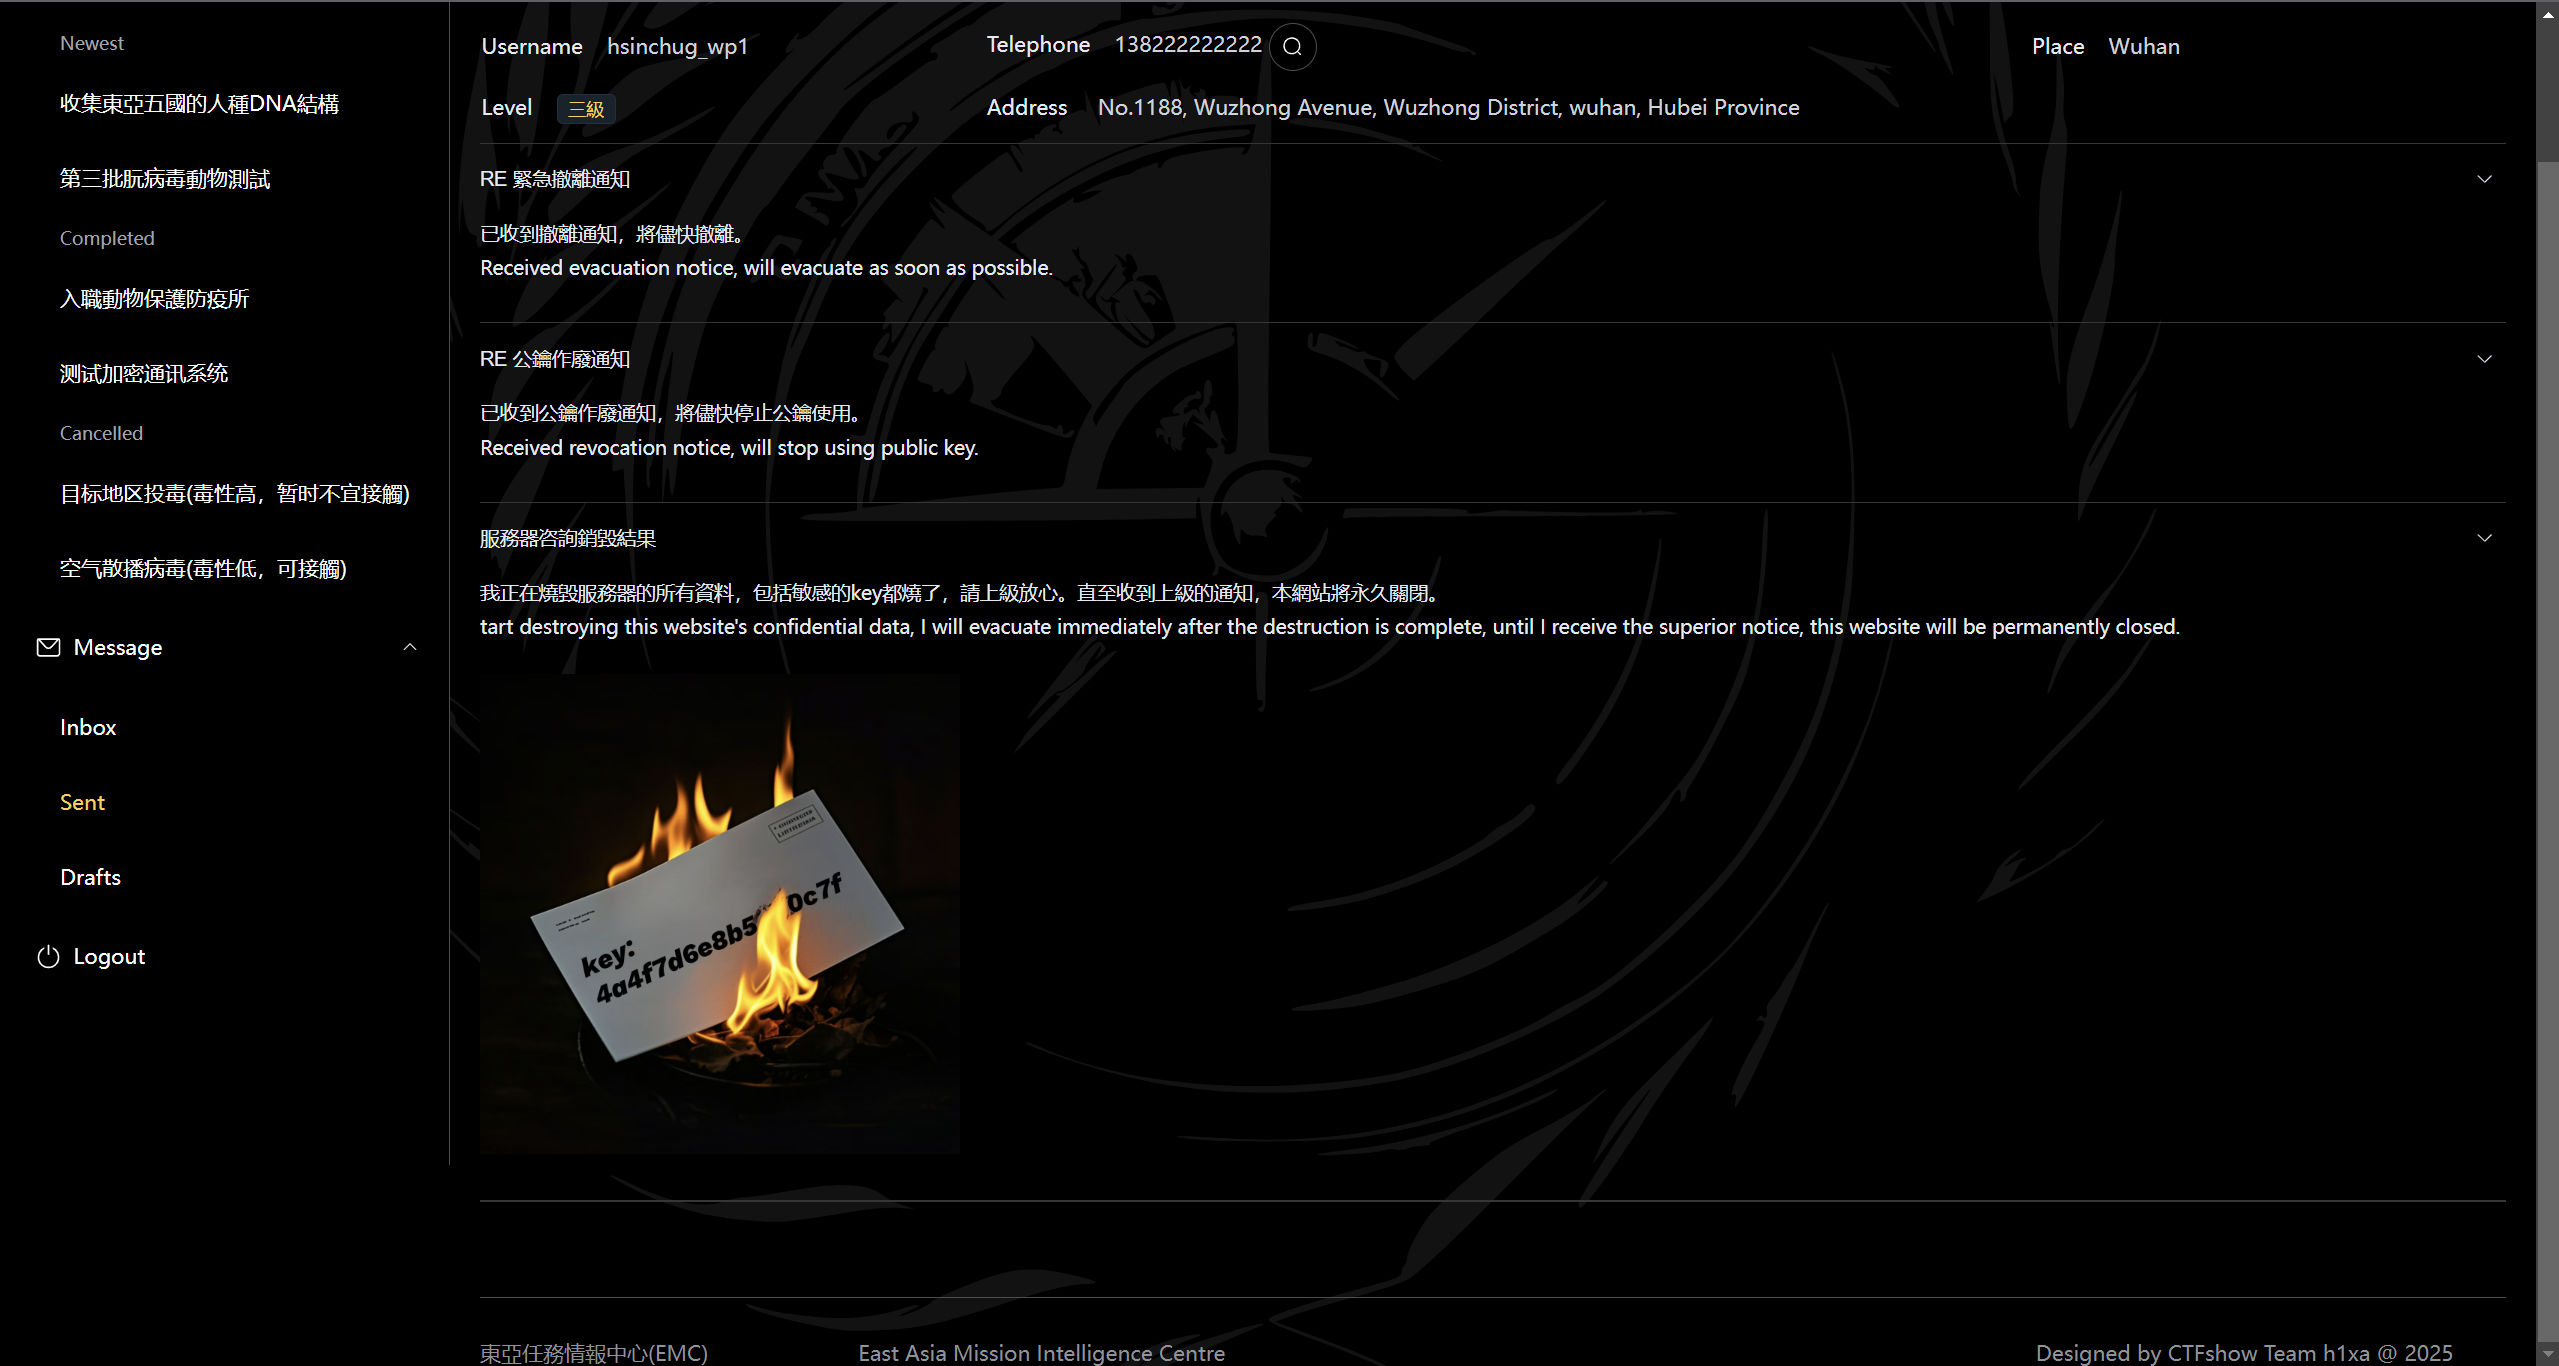 Newest
收集東亞五國的人種DNA結構
第三批朊病毒動物測試
Completed
入職動物保護防疫所
测试加密通讯系统
Cancelled
目标地区投毒(毒性高，暂时不宜接觸)
空气散播病毒(毒性低，可接觸)
Message
Inbox
Sent
Drafts
Logout
Username hsinchug_wp1
Telephone 138222222222
Place Wuhan
Level 三級
Address No.1188, Wuzhong Avenue, Wuzhong District, wuhan, Hubei Province
RE 緊急撤離通知
已收到撤離通知，將儘快撤離。
Received evacuation notice, will evacuate as soon as possible.
RE 公鑰作廢通知
已收到公鑰作廢通知，將儘快停止公鑰使用。
Received revocation notice, will stop using public key.
服務器咨詢銷毀結果
我正在燒毀服務器的所有資料，包括敏感的key都燒了，請上級放心。直至收到上級的通知，本網站將永久關閉。
tart destroying this website's confidential data, I will evacuate immediately after the destruction is complete, until I receive the superior notice, this website will be permanently closed.
key:
4a4f7d6e8b5 0c7f
東亞任務情報中心(EMC)
East Asia Mission Intelligence Centre
Designed by CTFshow Team h1xa @ 2025